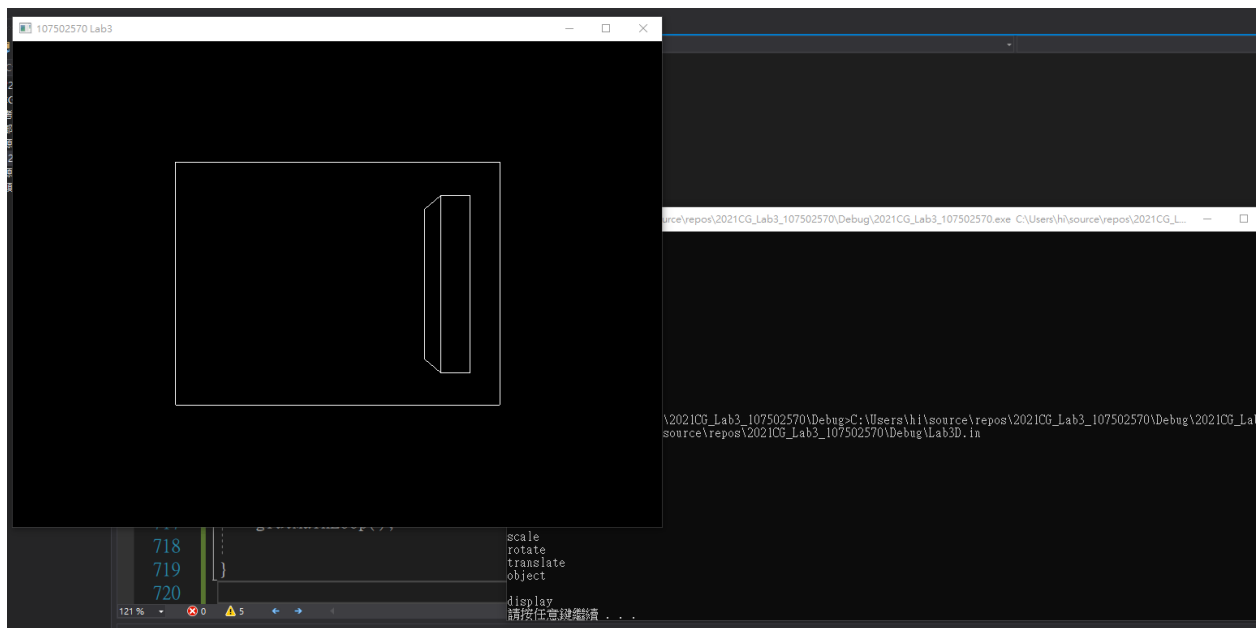 107502570 Lab3
urce\repos\2021CG_Lab3_107502570\Debug\2021CG_Lab3_107502570.exe C:\Users\hi\source\repos\2021CG_L...
\2021CG_Lab3_107502570\Debug>C:\Users\hi\source\repos\2021CG_Lab3_107502570\Debug\2021CG_La
source\repos\2021CG_Lab3_107502570\Debug\Lab3D.in
718
719 }
720
121 % 0 5
scale
rotate
translate
object
display
請按任意鍵繼續 . . .